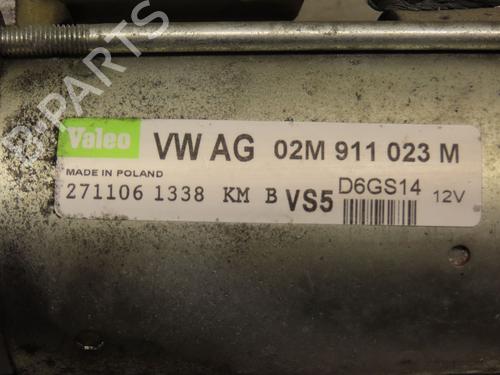 Valeo VW AG 02M 911 023 M
MADE IN POLAND
271106 1338 KM B VS5 D6GS14 12V
B-PARTS